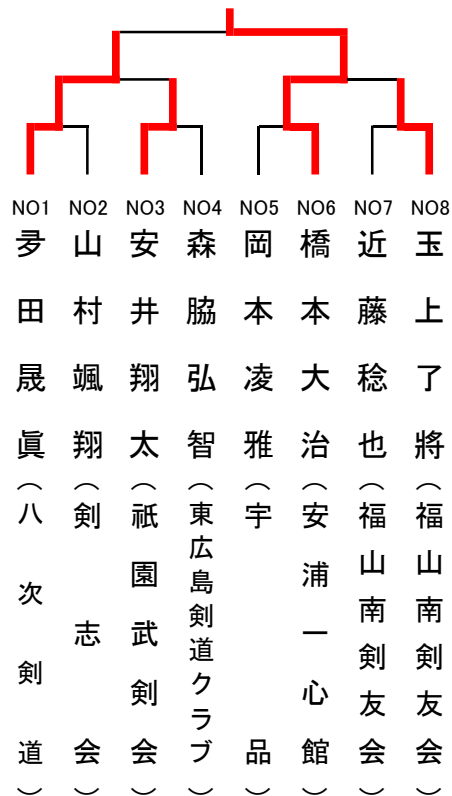 NO1 NO2 NO3 NO4 NO5 NO6 NO7 NO8
夛田晟眞（八次剣道）
山村颯翔（剣志会）
安井翔太（祇園武剣会）
森脇弘智（東広島剣道クラブ）
岡本凌雅（宇品）
橋本大治（安浦一心館）
近藤稔也（福山南剣友会）
玉上了將（福山南剣友会）